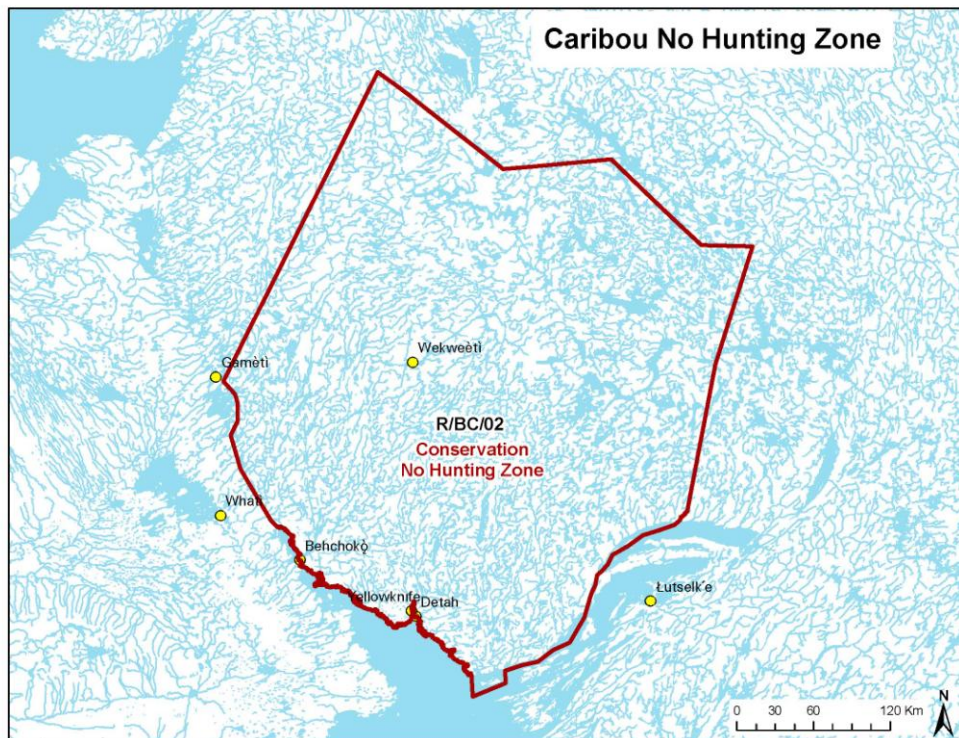 Caribou No Hunting Zone
Gamètì
Wekweètì
R/BC/02
Conservation
No Hunting Zone
Whatì
Behchokǫ̀
Yellowknife
Detah
Łutselk'e
N
0 30 60 120 Km